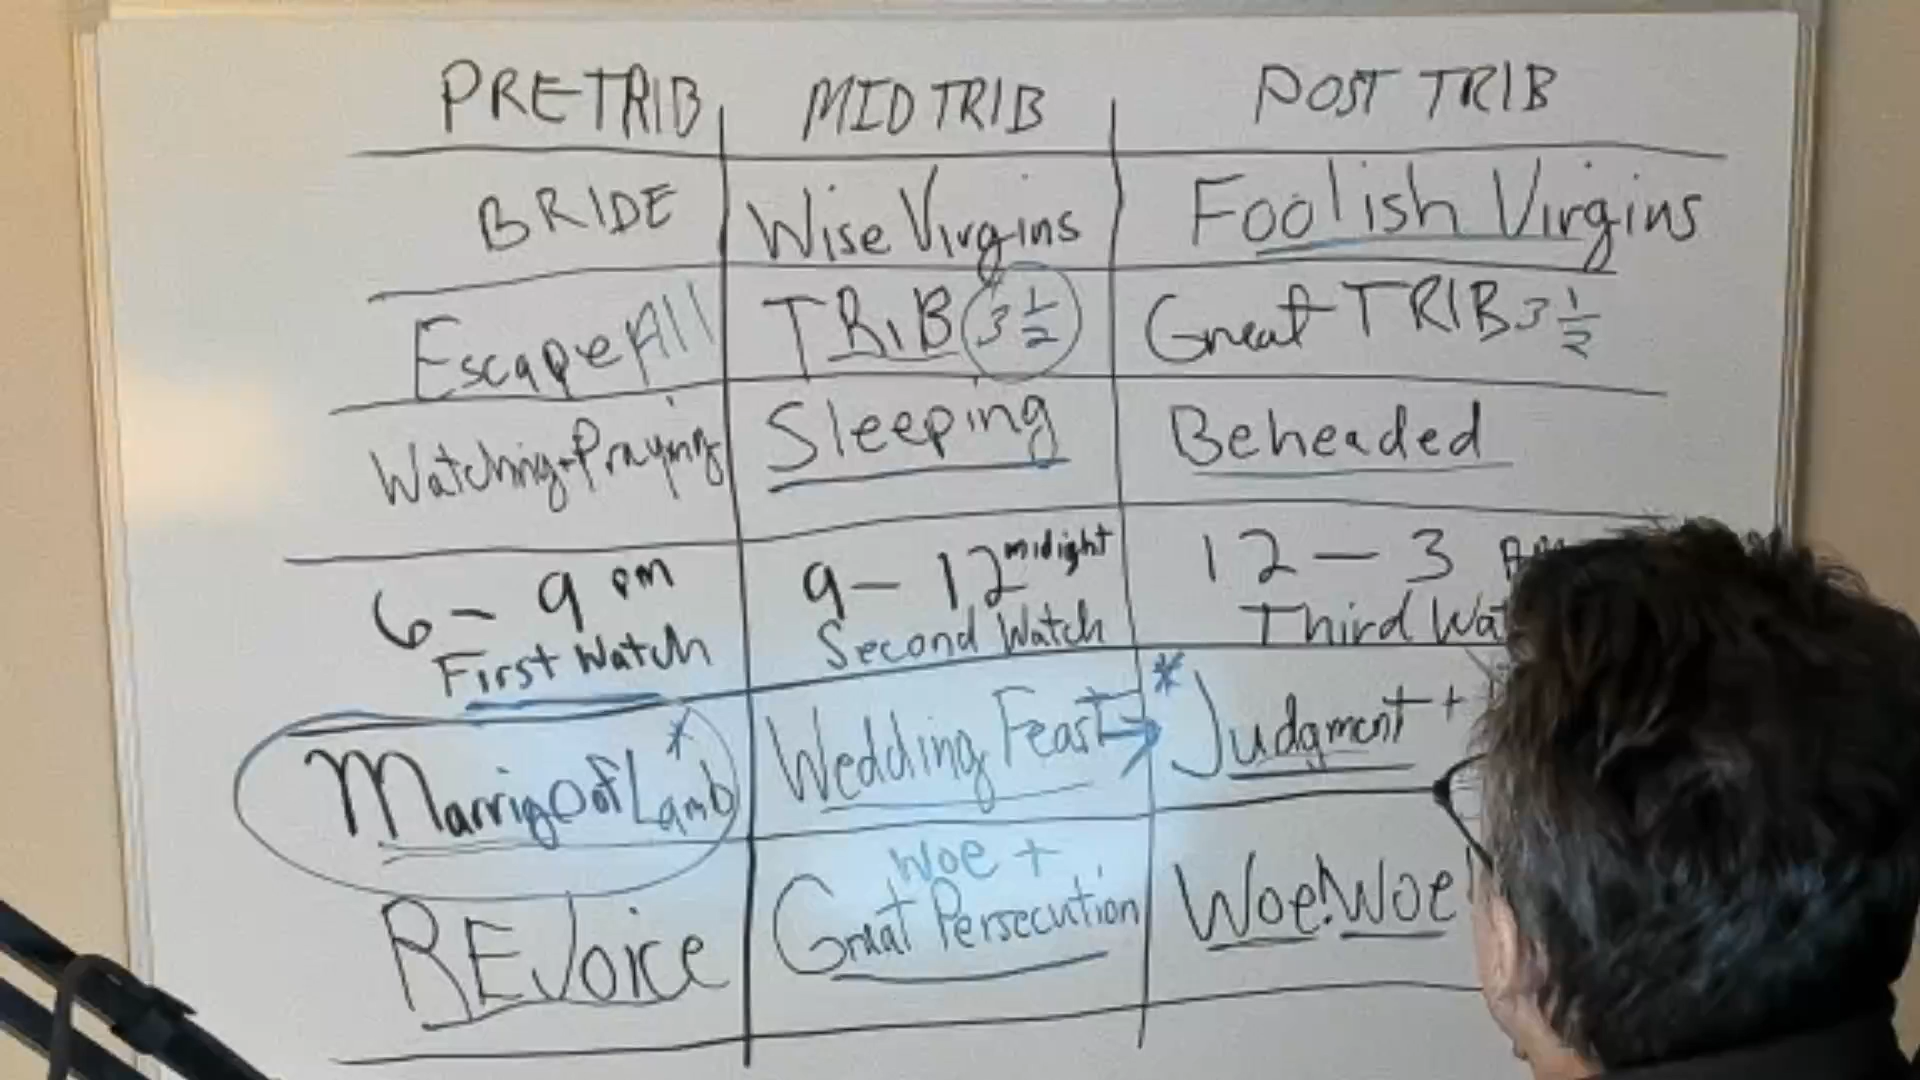 PRETRIB MID TRIB POST TRIB
BRIDE Wise Virgins Foolish Virgins
Escape All TRIB 3 1/2 Great TRIB 3 1/2
Watching + Praying Sleeping Beheaded
6 - 9 pm 9 - 12 midight 12 - 3
First Watch Second Watch Third
Marrige Of Lamb * Wedding Feast → * Judgment +
Woe +
REJoice Great Persecution Woe! Woe!